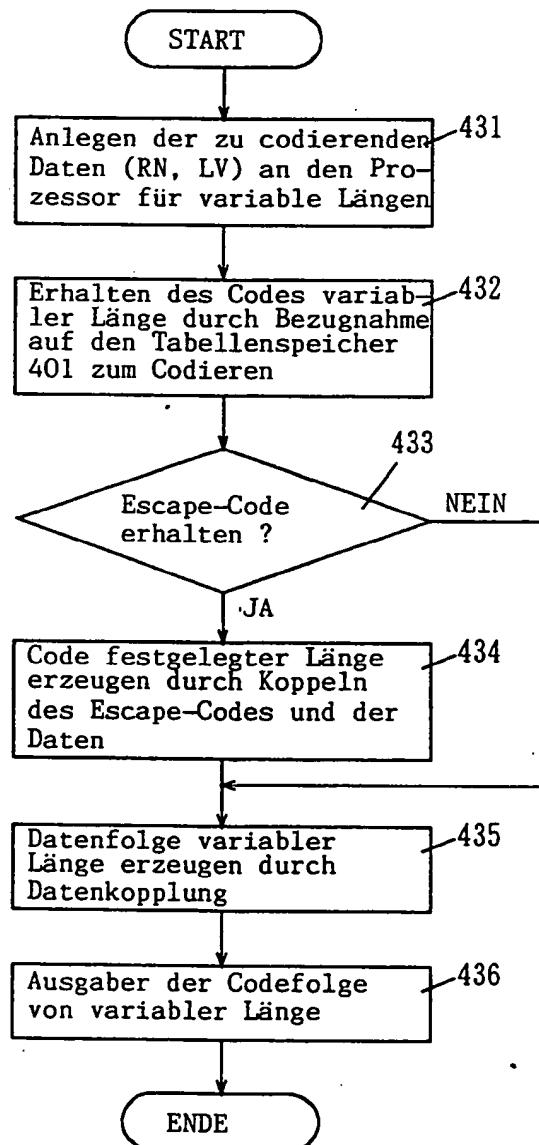 START
Anlegen der zu codierenden
Daten (RN, LV) an den Pro-
zessor für variable Längen
431
Erhalten des Codes variab-
ler Länge durch Bezugnahme
auf den Tabellenspeicher
401 zum Codieren
432
433
Escape-Code
erhalten ?
NEIN
JA
Code festgelegter Länge
erzeugen durch Koppeln
des Escape-Codes und der
Daten
434
Datenfolge variabler
Länge erzeugen durch
Datenkopplung
435
Ausgaber der Codefolge
von variabler Länge
436
ENDE